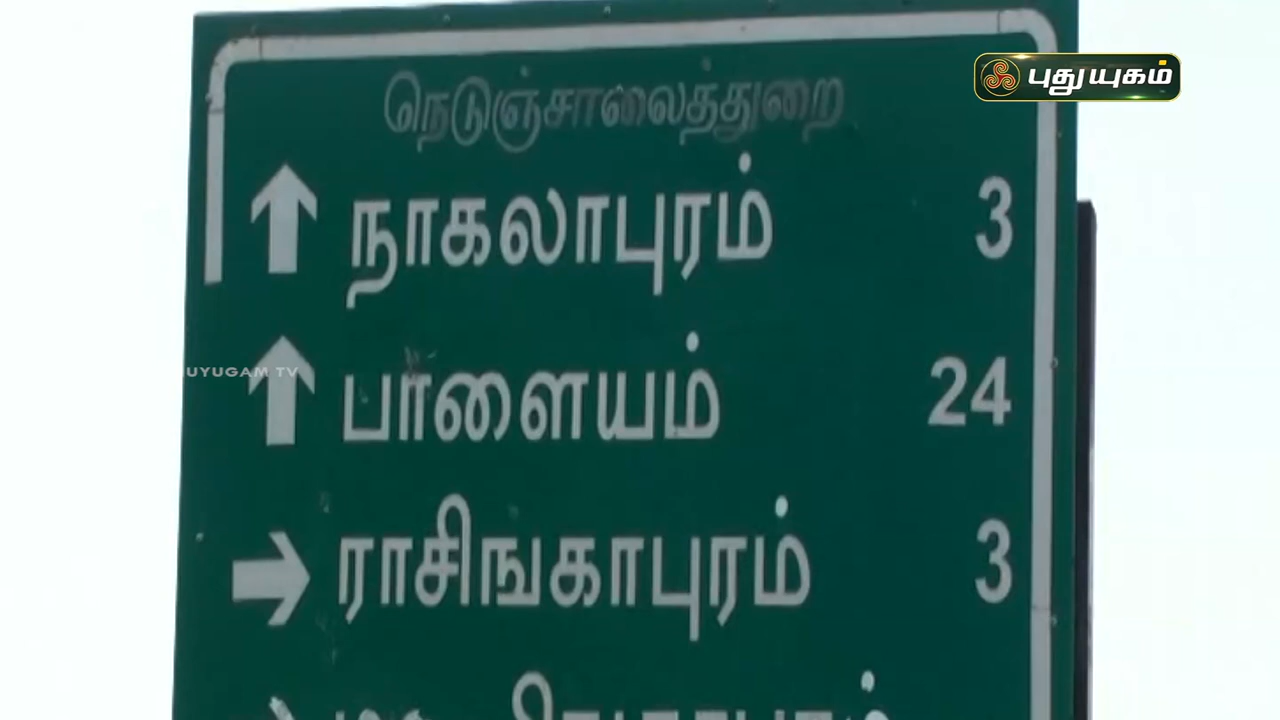 நெடுஞ்சாலைத்துறை
புதுயுகம்
நாகலாபுரம் 3
UYUGAM TV
பாளையம் 24
ராசிங்காபுரம் 3